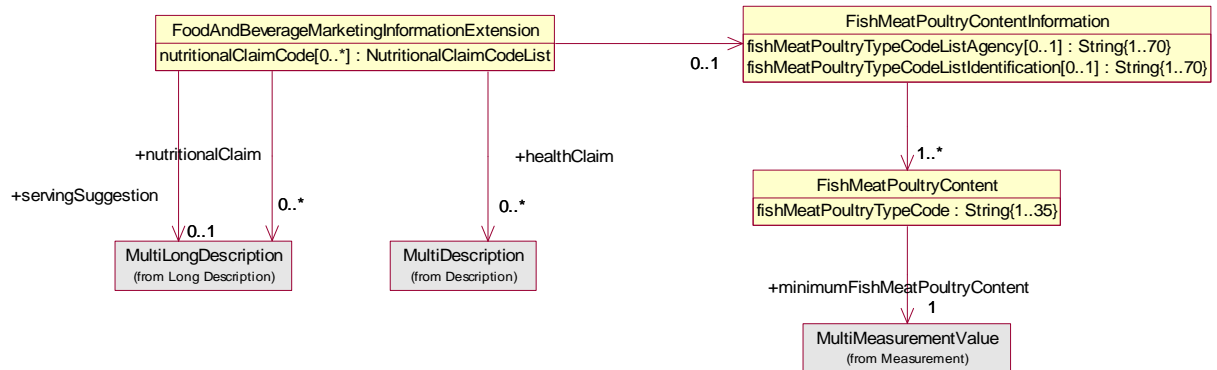 FoodAndBeverageMarketingInformationExtension
nutritionalClaimCode[0..*] : NutritionalClaimCodeList
FishMeatPoultryContentInformation
fishMeatPoultryTypeCodeListAgency[0..1] : String{1..70}
fishMeatPoultryTypeCodeListIdentification[0..1] : String{1..70}
0..1
+nutritionalClaim
+healthClaim
1..*
+servingSuggestion
0..*
0..*
FishMeatPoultryContent
fishMeatPoultryTypeCode : String{1..35}
0..1
MultiLongDescription
(from Long Description)
MultiDescription
(from Description)
+minimumFishMeatPoultryContent
1
MultiMeasurementValue
(from Measurement)